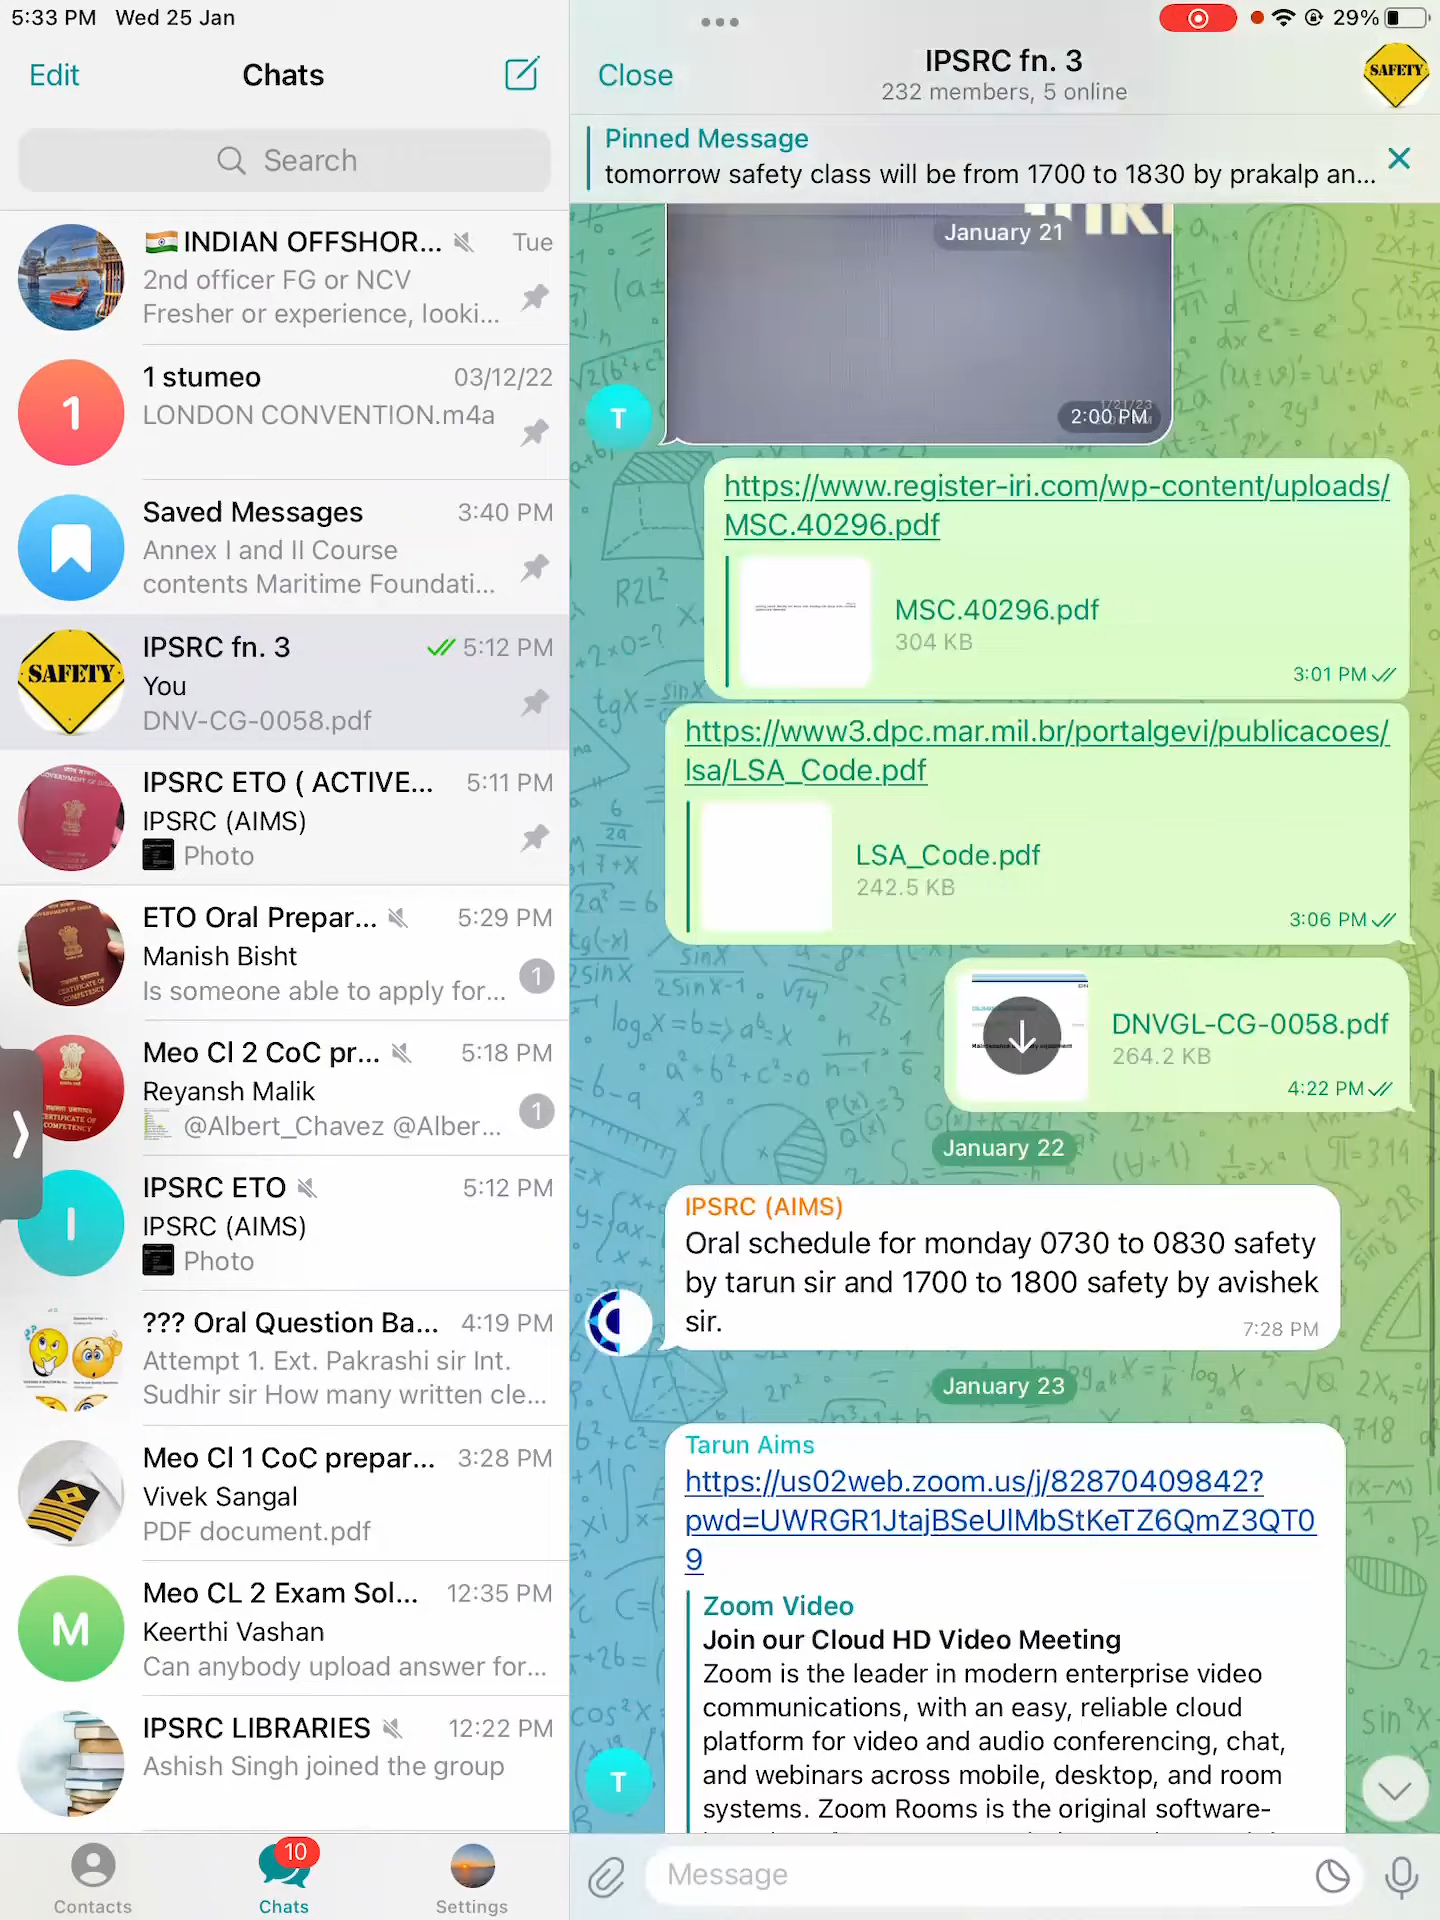 5:33 PM Wed 25 Jan
29%
Edit
Chats
Search
🇮🇳 INDIAN OFFSHOR... Tue
2nd officer FG or NCV
Fresher or experience, looki...
1
1 stumeo 03/12/22
LONDON CONVENTION.m4a
Saved Messages 3:40 PM
Annex I and II Course
contents Maritime Foundati...
SAFETY
IPSRC fn. 3 5:12 PM
You
DNV-CG-0058.pdf
IPSRC ETO ( ACTIVE... 5:11 PM
IPSRC (AIMS)
Photo
ETO Oral Prepar... 5:29 PM
Manish Bisht
Is someone able to apply for... 1
Meo Cl 2 CoC pr... 5:18 PM
Reyansh Malik
@Albert_Chavez @Alber... 1
I
IPSRC ETO 5:12 PM
IPSRC (AIMS)
Photo
??? Oral Question Ba... 4:19 PM
Attempt 1. Ext. Pakrashi sir Int.
Sudhir sir How many written cle...
Meo Cl 1 CoC prepar... 3:28 PM
Vivek Sangal
PDF document.pdf
M
Meo CL 2 Exam Sol... 12:35 PM
Keerthi Vashan
Can anybody upload answer for...
IPSRC LIBRARIES 12:22 PM
Ashish Singh joined the group
Contacts
10
Chats
Settings
Close
IPSRC fn. 3
232 members, 5 online
SAFETY
Pinned Message
tomorrow safety class will be from 1700 to 1830 by prakalp an...
January 21
T
2:00 PM
https://www.register-iri.com/wp-content/uploads/
MSC.40296.pdf
MSC.40296.pdf
304 KB
3:01 PM
https://www3.dpc.mar.mil.br/portalgevi/publicacoes/
lsa/LSA_Code.pdf
LSA_Code.pdf
242.5 KB
3:06 PM
DNVGL-CG-0058.pdf
264.2 KB
4:22 PM
January 22
IPSRC (AIMS)
Oral schedule for monday 0730 to 0830 safety
by tarun sir and 1700 to 1800 safety by avishek
sir.
7:28 PM
January 23
Tarun Aims
https://us02web.zoom.us/j/82870409842?
pwd=UWRGR1JtajBSeUlMbStKeTZ6QmZ3QT0
9
Zoom Video
Join our Cloud HD Video Meeting
Zoom is the leader in modern enterprise video
communications, with an easy, reliable cloud
platform for video and audio conferencing, chat,
and webinars across mobile, desktop, and room
systems. Zoom Rooms is the original software-
T
Message